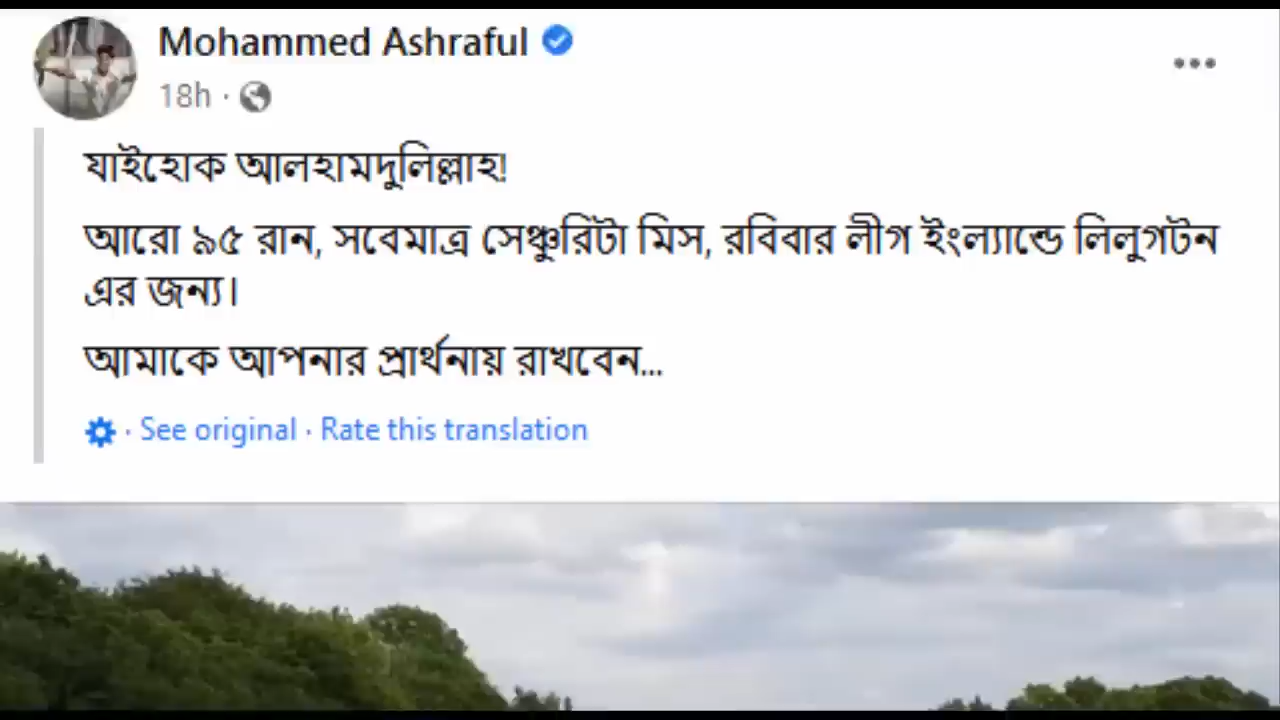 Mohammed Ashraful
18h ·
যাইহোক আলহামদুলিল্লাহ!
আরো ৯৫ রান, সবেমাত্র সেঞ্চুরিটা মিস, রবিবার লীগ ইংল্যান্ডে লিলুগটন
এর জন্য।
আমাকে আপনার প্রার্থনায় রাখবেন...
· See original · Rate this translation